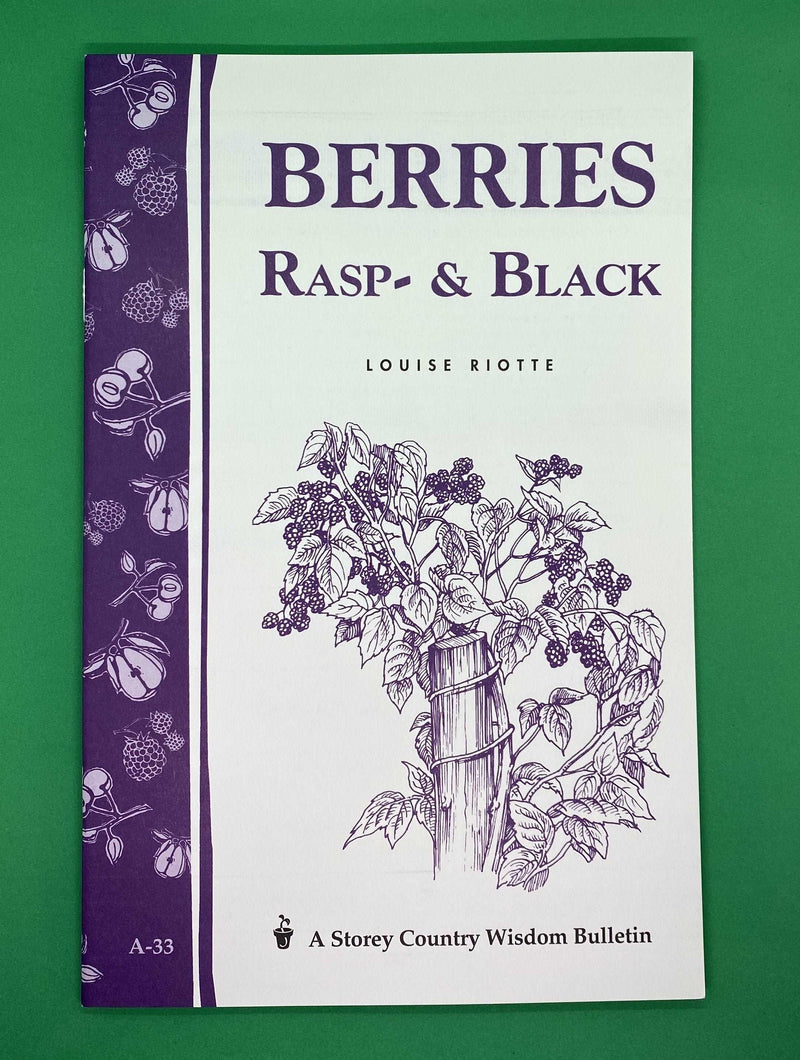 BERRIES
RASP- & BLACK
LOUISE RIOTTE
A-33
A Storey Country Wisdom Bulletin